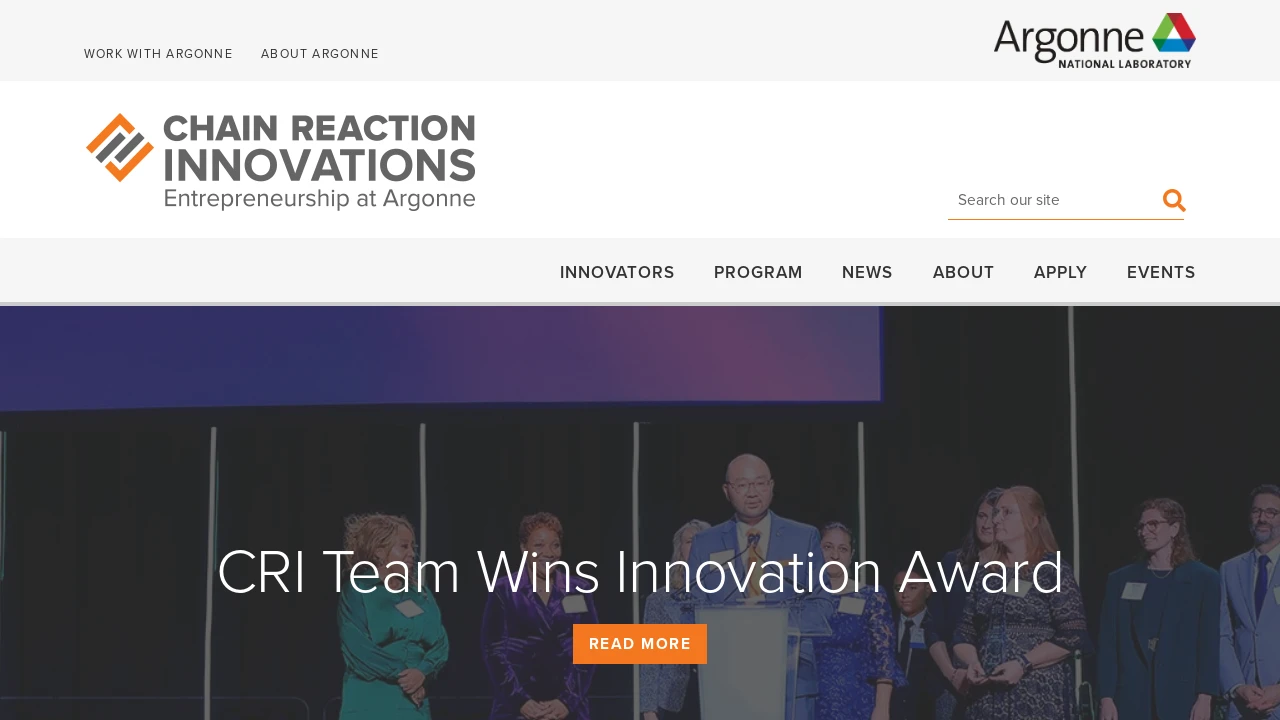 WORK WITH ARGONNE
ABOUT ARGONNE
Argonne
NATIONAL LABORATORY
CHAIN REACTION
INNOVATIONS
Entrepreneurship at Argonne
Search our site
INNOVATORS
PROGRAM
NEWS
ABOUT
APPLY
EVENTS
CRI Team Wins Innovation Award
READ MORE